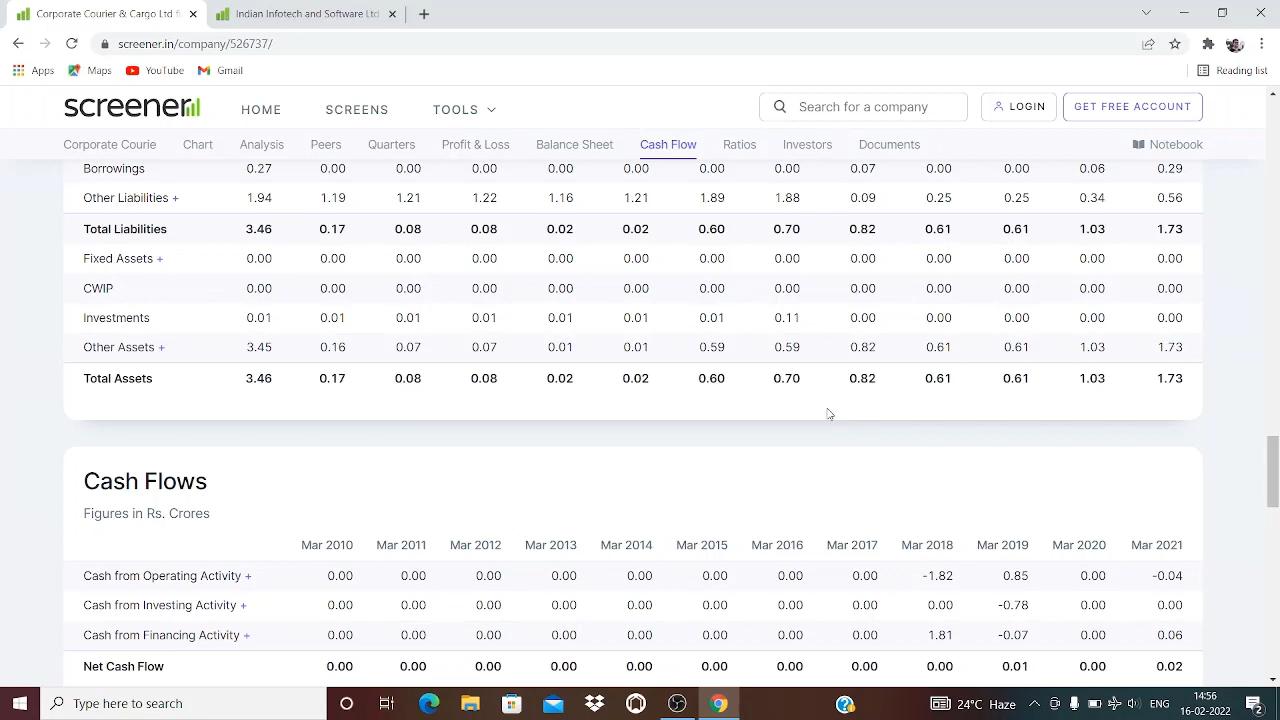 Corporate Courier & Cargo Ltd f
Indian Infotech and Software Ltd
screener.in/company/526737/
Apps Maps YouTube Gmail Reading list
screener HOME SCREENS TOOLS Search for a company LOGIN GET FREE ACCOUNT
Corporate Courie Chart Analysis Peers Quarters Profit & Loss Balance Sheet Cash Flow Ratios Investors Documents Notebook
Borrowings 0.27 0.00 0.00 0.00 0.00 0.00 0.00 0.00 0.07 0.00 0.00 0.06 0.29
Other Liabilities + 1.94 1.19 1.21 1.22 1.16 1.21 1.89 1.88 0.09 0.25 0.25 0.34 0.56
Total Liabilities 3.46 0.17 0.08 0.08 0.02 0.02 0.60 0.70 0.82 0.61 0.61 1.03 1.73
Fixed Assets + 0.00 0.00 0.00 0.00 0.00 0.00 0.00 0.00 0.00 0.00 0.00 0.00 0.00
CWIP 0.00 0.00 0.00 0.00 0.00 0.00 0.00 0.00 0.00 0.00 0.00 0.00 0.00
Investments 0.01 0.01 0.01 0.01 0.01 0.01 0.01 0.11 0.00 0.00 0.00 0.00 0.00
Other Assets + 3.45 0.16 0.07 0.07 0.01 0.01 0.59 0.59 0.82 0.61 0.61 1.03 1.73
Total Assets 3.46 0.17 0.08 0.08 0.02 0.02 0.60 0.70 0.82 0.61 0.61 1.03 1.73
Cash Flows
Figures in Rs. Crores
Mar 2010 Mar 2011 Mar 2012 Mar 2013 Mar 2014 Mar 2015 Mar 2016 Mar 2017 Mar 2018 Mar 2019 Mar 2020 Mar 2021
Cash from Operating Activity + 0.00 0.00 0.00 0.00 0.00 0.00 0.00 0.00 -1.82 0.85 0.00 -0.04
Cash from Investing Activity + 0.00 0.00 0.00 0.00 0.00 0.00 0.00 0.00 0.00 -0.78 0.00 0.00
Cash from Financing Activity + 0.00 0.00 0.00 0.00 0.00 0.00 0.00 0.00 1.81 -0.07 0.00 0.06
Net Cash Flow 0.00 0.00 0.00 0.00 0.00 0.00 0.00 0.00 0.00 0.01 0.00 0.02
Type here to search 24°C Haze ENG 14:56
16-02-2022 2